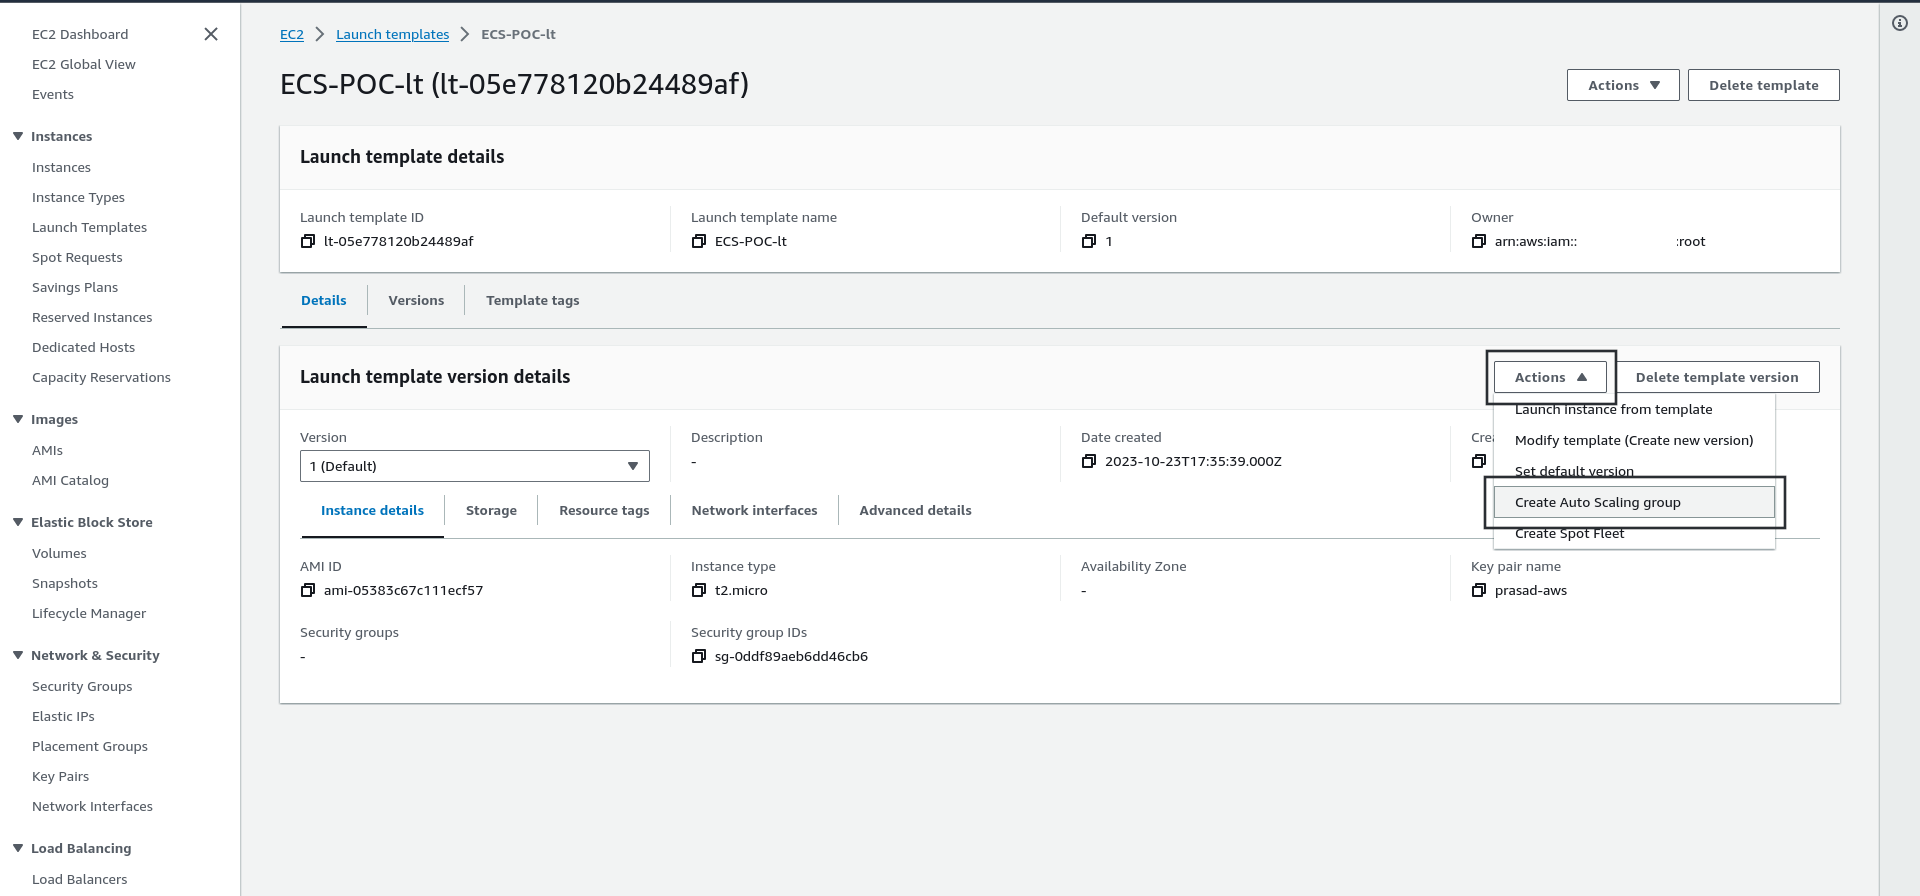 EC2 Dashboard
EC2 Global View
Events
Instances
Instances
Instance Types
Launch Templates
Spot Requests
Savings Plans
Reserved Instances
Dedicated Hosts
Capacity Reservations
Images
AMIs
AMI Catalog
Elastic Block Store
Volumes
Snapshots
Lifecycle Manager
Network & Security
Security Groups
Elastic IPs
Placement Groups
Key Pairs
Network Interfaces
Load Balancing
Load Balancers
EC2 Launch templates ECS-POC-lt
ECS-POC-lt (lt-05e778120b24489af)
Actions Delete template
Launch template details
Launch template ID Launch template name Default version Owner
lt-05e778120b24489af ECS-POC-lt 1 arn:aws:iam:: :root
Details Versions Template tags
Launch template version details
Actions Delete template version
Launch instance from template
Modify template (Create new version)
Set default version
Create Auto Scaling group
Create Spot Fleet
Version Description Date created
1 (Default) - 2023-10-23T17:35:39.000Z
Instance details Storage Resource tags Network interfaces Advanced details
AMI ID Instance type Availability Zone Key pair name
ami-05383c67c111ecf57 t2.micro - prasad-aws
Security groups Security group IDs
- sg-0ddf89aeb6dd46cb6